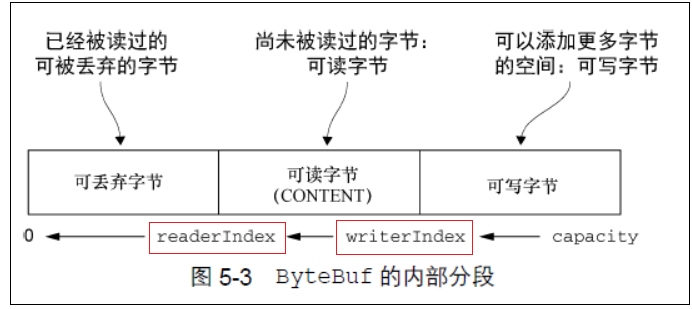 已经被读过的
可被丢弃的字节
尚未被读过的字节：
可读字节
可以添加更多字节
的空间：可写字节
可丢弃字节
可读字节
(CONTENT)
可写字节
0
readerIndex
writerIndex
capacity
图 5-3 ByteBuf 的内部分段